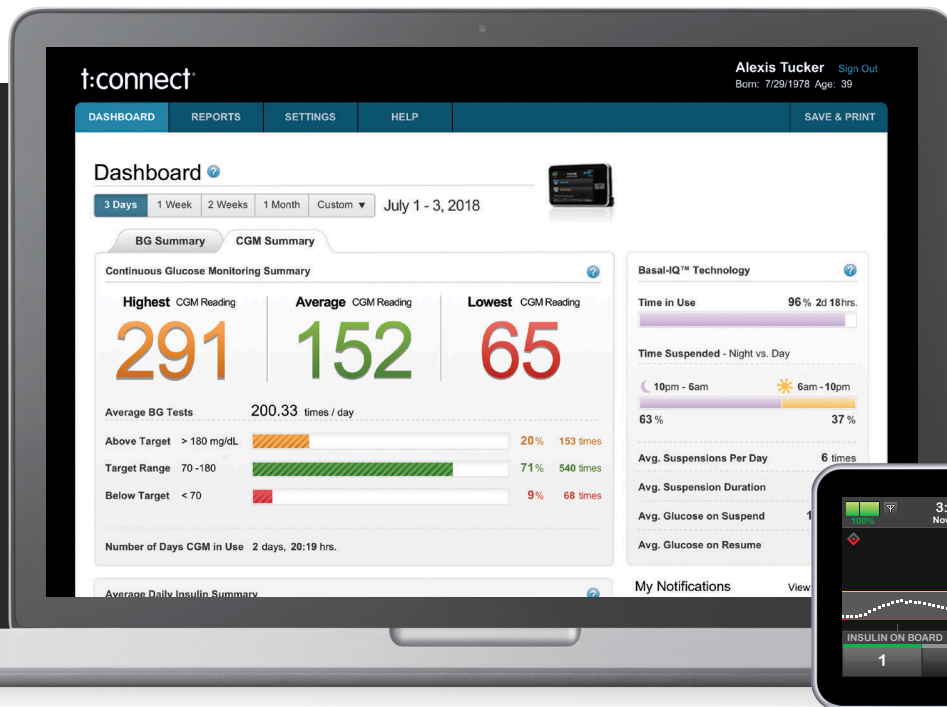 t:connect
Alexis Tucker Sign Out
Born: 7/29/1978 Age: 39
DASHBOARD REPORTS SETTINGS HELP SAVE & PRINT
Dashboard ?
3 Days 1 Week 2 Weeks 1 Month Custom ▼ July 1 - 3, 2018
BG Summary CGM Summary
Continuous Glucose Monitoring Summary ?
Highest CGM Reading Average CGM Reading Lowest CGM Reading
291 152 65
Average BG Tests 200.33 times / day
Above Target > 180 mg/dL 20% 153 times
Target Range 70 -180 71% 540 times
Below Target < 70 9% 68 times
Number of Days CGM in Use 2 days, 20:19 hrs.
Average Daily Insulin Summary ?
Basal-IQ™ Technology ?
Time in Use 96% 2d 18hrs.
Time Suspended - Night vs. Day
10pm - 6am 6am - 10pm
63% 37%
Avg. Suspensions Per Day 6 times
Avg. Suspension Duration
Avg. Glucose on Suspend 1
Avg. Glucose on Resume
My Notifications View
100% 3:
Nov
INSULIN ON BOARD
1